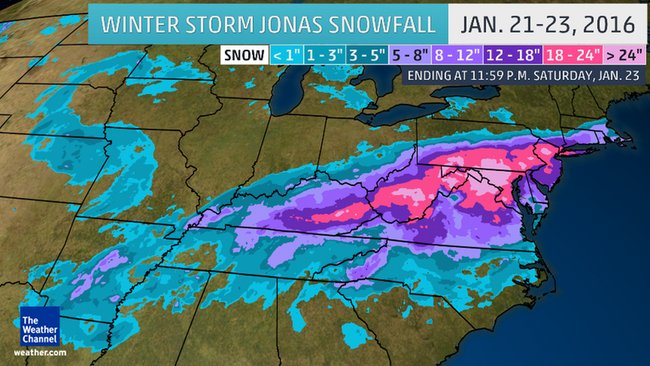 WINTER STORM JONAS SNOWFALL JAN. 21-23, 2016
SNOW < 1" 1 - 3" 3 - 5" 5 - 8" 8 - 12" 12 - 18" 18 - 24" > 24"
ENDING AT 11:59 P.M. SATURDAY, JAN. 23
The
Weather
Channel
weather.com